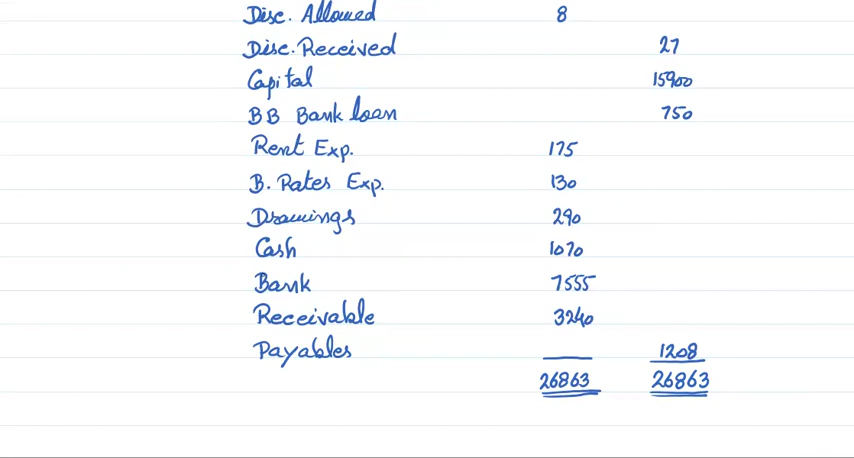 Disc. Allowed 8
Disc. Received 27
Capital 15900
BB Bank loan 750
Rent Exp. 175
B. Rates Exp. 130
Drawings 290
Cash 1070
Bank 7555
Receivable 3240
Payables 1208
26863 26863